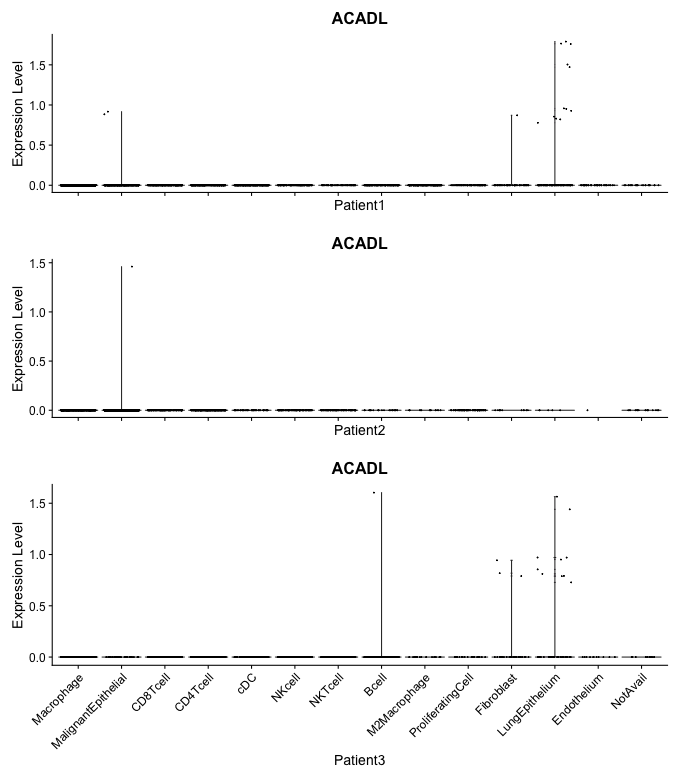 ACADL
Expression Level
1.5
1.0
0.5
0.0
Patient1
ACADL
Expression Level
1.5
1.0
0.5
0.0
Patient2
ACADL
Expression Level
1.5
1.0
0.5
0.0
Macrophage
MalignantEpithelial
CD8Tcell
CD4Tcell
cDC
NKcell
NKTcell
Bcell
M2Macrophage
ProliferatingCell
Fibroblast
LungEpithelium
Endothelium
NotAvail
Patient3